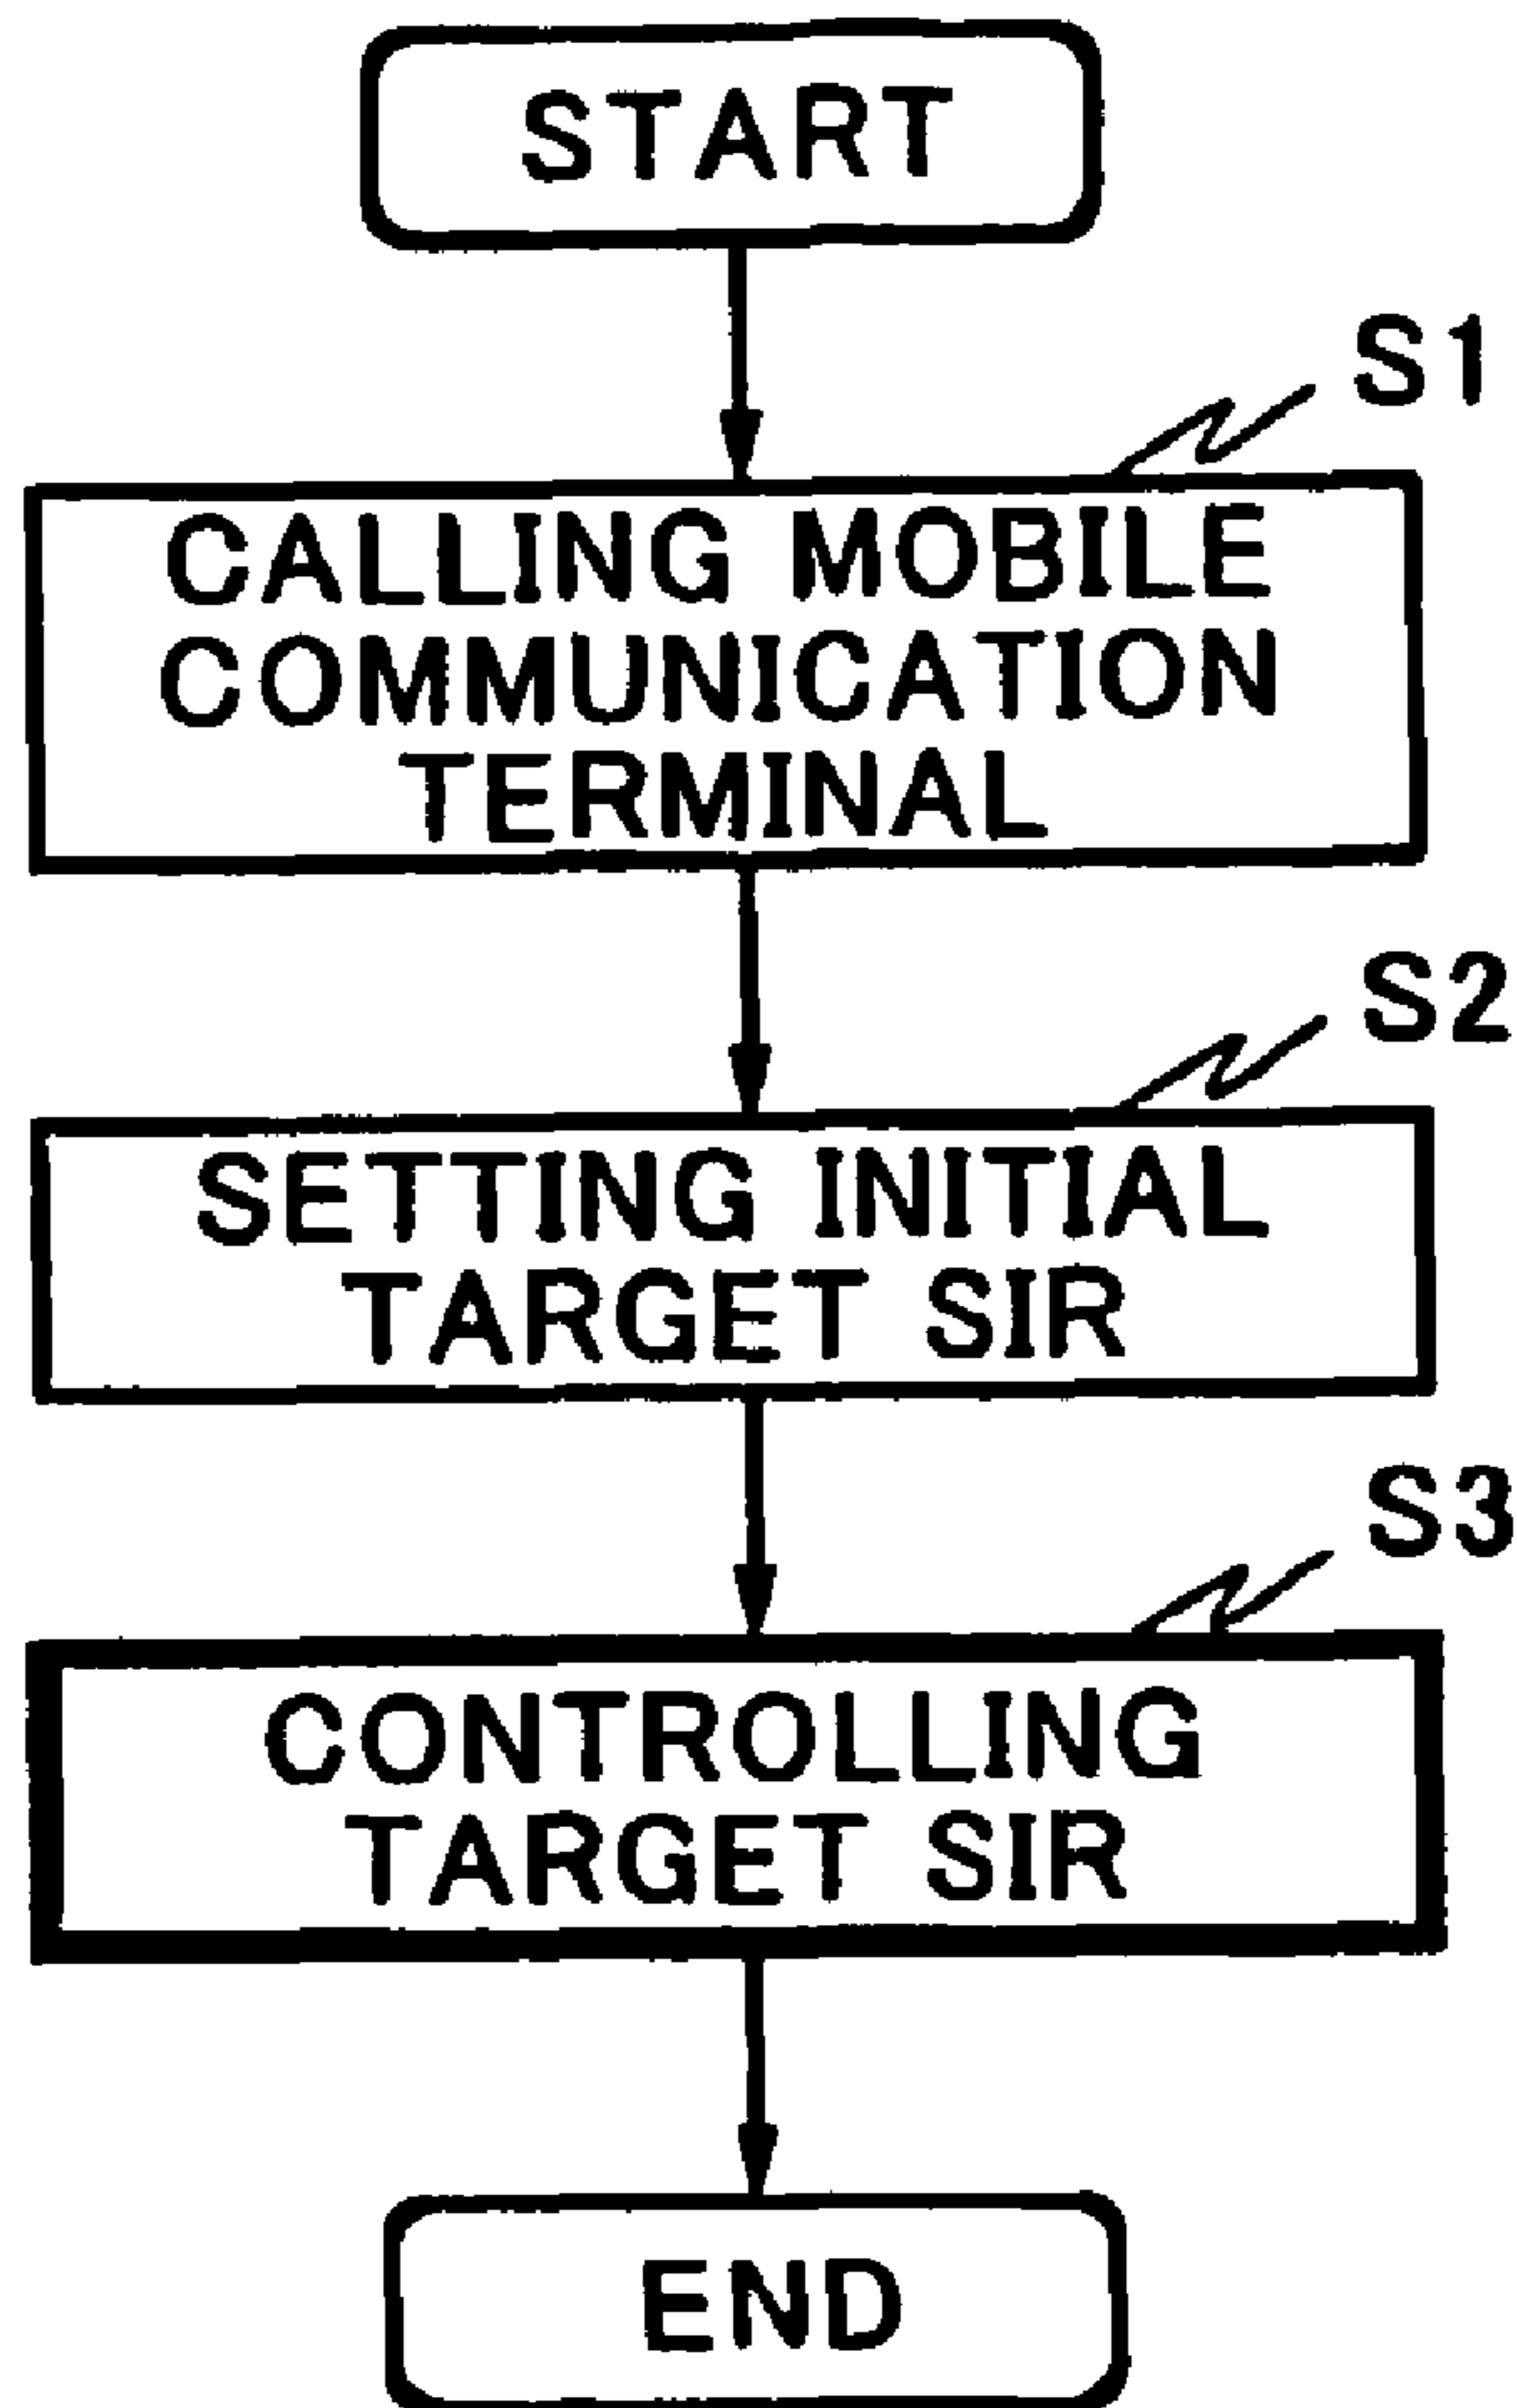 START
S1
CALLING MOBILE
COMMUNICATION
TERMINAL
S2
SETTING INITIAL
TARGET SIR
S3
CONTROLLING
TARGET SIR
END